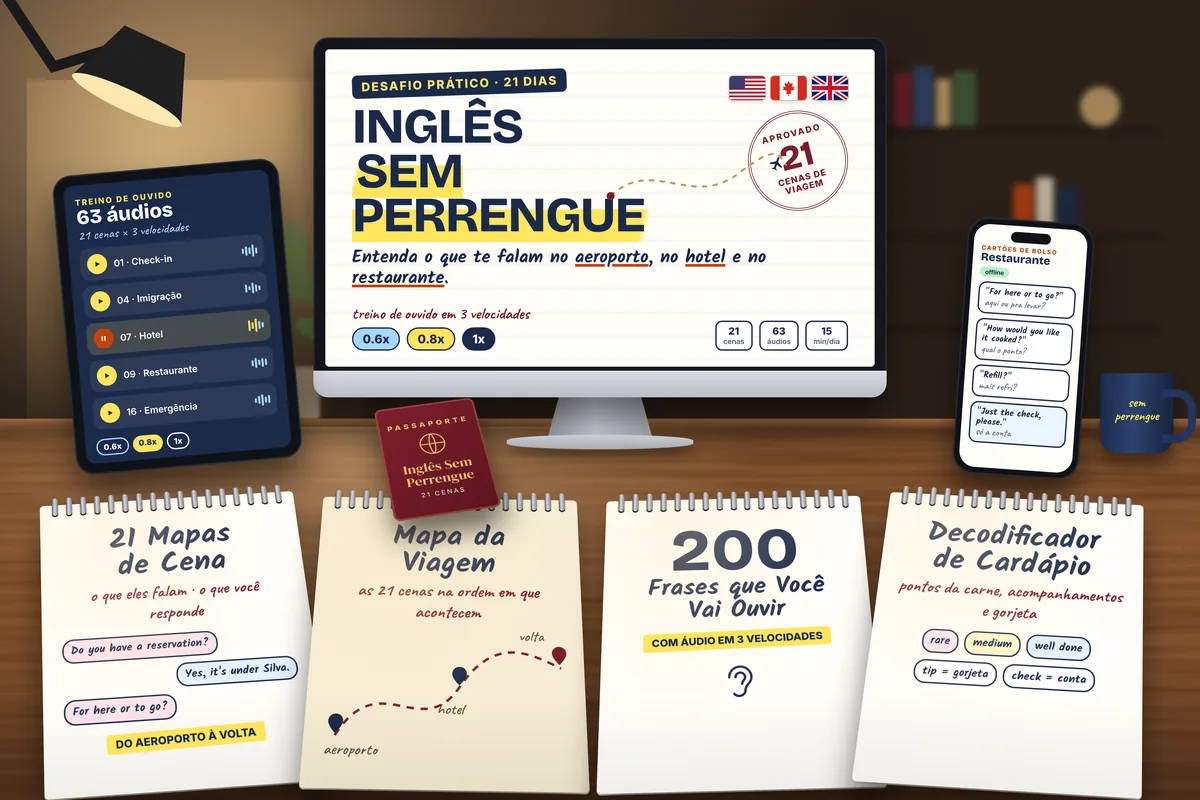 DESAFIO PRÁTICO · 21 DIAS
INGLÊS
SEM
PERRENGUE
Entenda o que te falam no aeroporto, no hotel e no
restaurante.
treino de ouvido em 3 velocidades
0.6x
0.8x
1x
APROVADO
21
CENAS DE
VIAGEM
21
cenas
63
áudios
15
min/dia
TREINO DE OUVIDO
63 áudios
21 cenas × 3 velocidades
01 · Check-in
04 · Imigração
07 · Hotel
09 · Restaurante
16 · Emergência
0.6x
0.8x
1x
CARTÕES DE BOLSO
Restaurante
offline
"For here or to go?"
aqui ou pra levar?
"How would you like
it cooked?"
qual o ponto?
"Refill?"
mais refri?
"Just the check,
please."
só a conta
sem
perrengue
PASSAPORTE
Inglês Sem
Perrengue
21 CENAS
21 Mapas
de Cena
o que eles falam · o que você
responde
Do you have a reservation?
Yes, it's under Silva.
For here or to go?
DO AEROPORTO À VOLTA
Mapa da
Viagem
as 21 cenas na ordem em que
acontecem
volta
hotel
aeroporto
200
Frases que Você
Vai Ouvir
COM ÁUDIO EM 3 VELOCIDADES
Decodificador
de Cardápio
pontos da carne, acompanhamentos
e gorjeta
rare
medium
well done
tip = gorjeta
check = conta